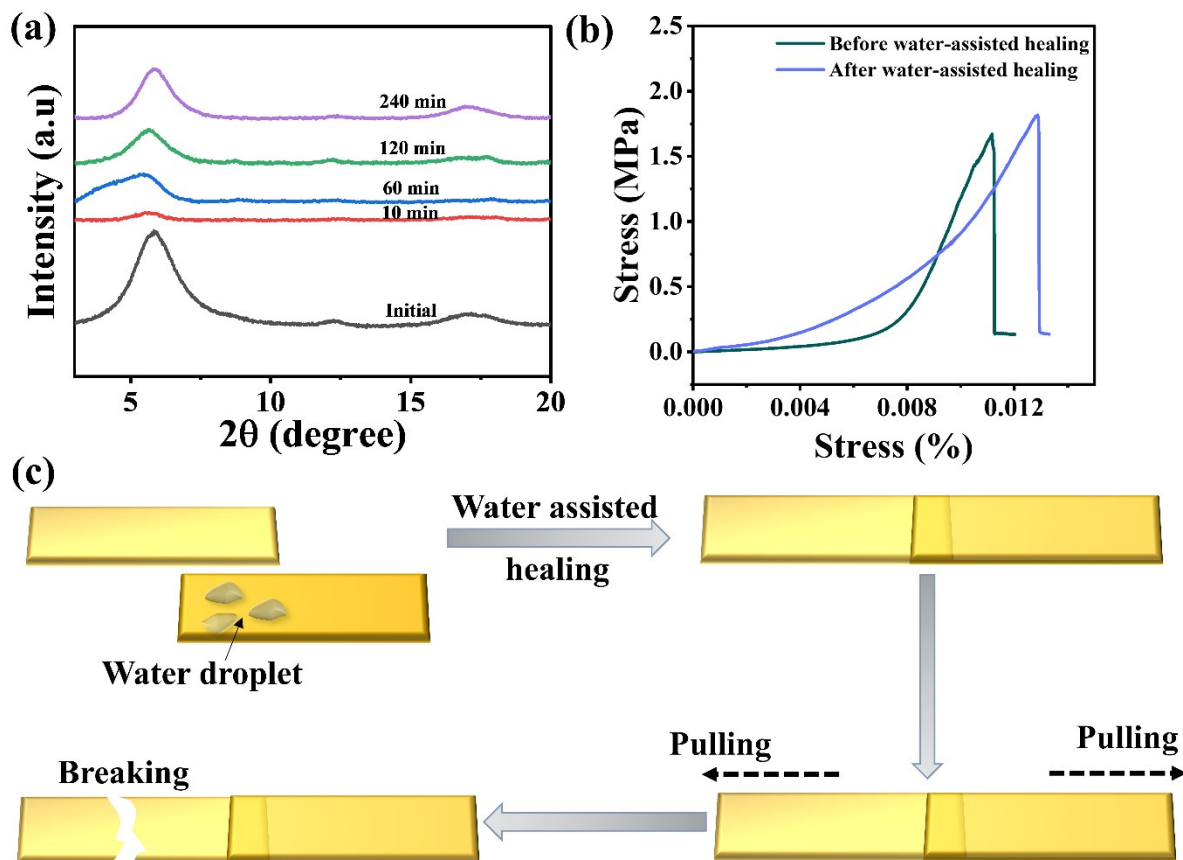 (a)
Intensity (a.u)
240 min
120 min
60 min
10 min
Initial
5
10
15
20
2θ (degree)
(b)
Before water-assisted healing
After water-assisted healing
Stress (MPa)
2.5
2.0
1.5
1.0
0.5
0.0
0.000
0.004
0.008
0.012
Stress (%)
(c)
Water assisted
healing
Water droplet
Pulling
Pulling
Breaking